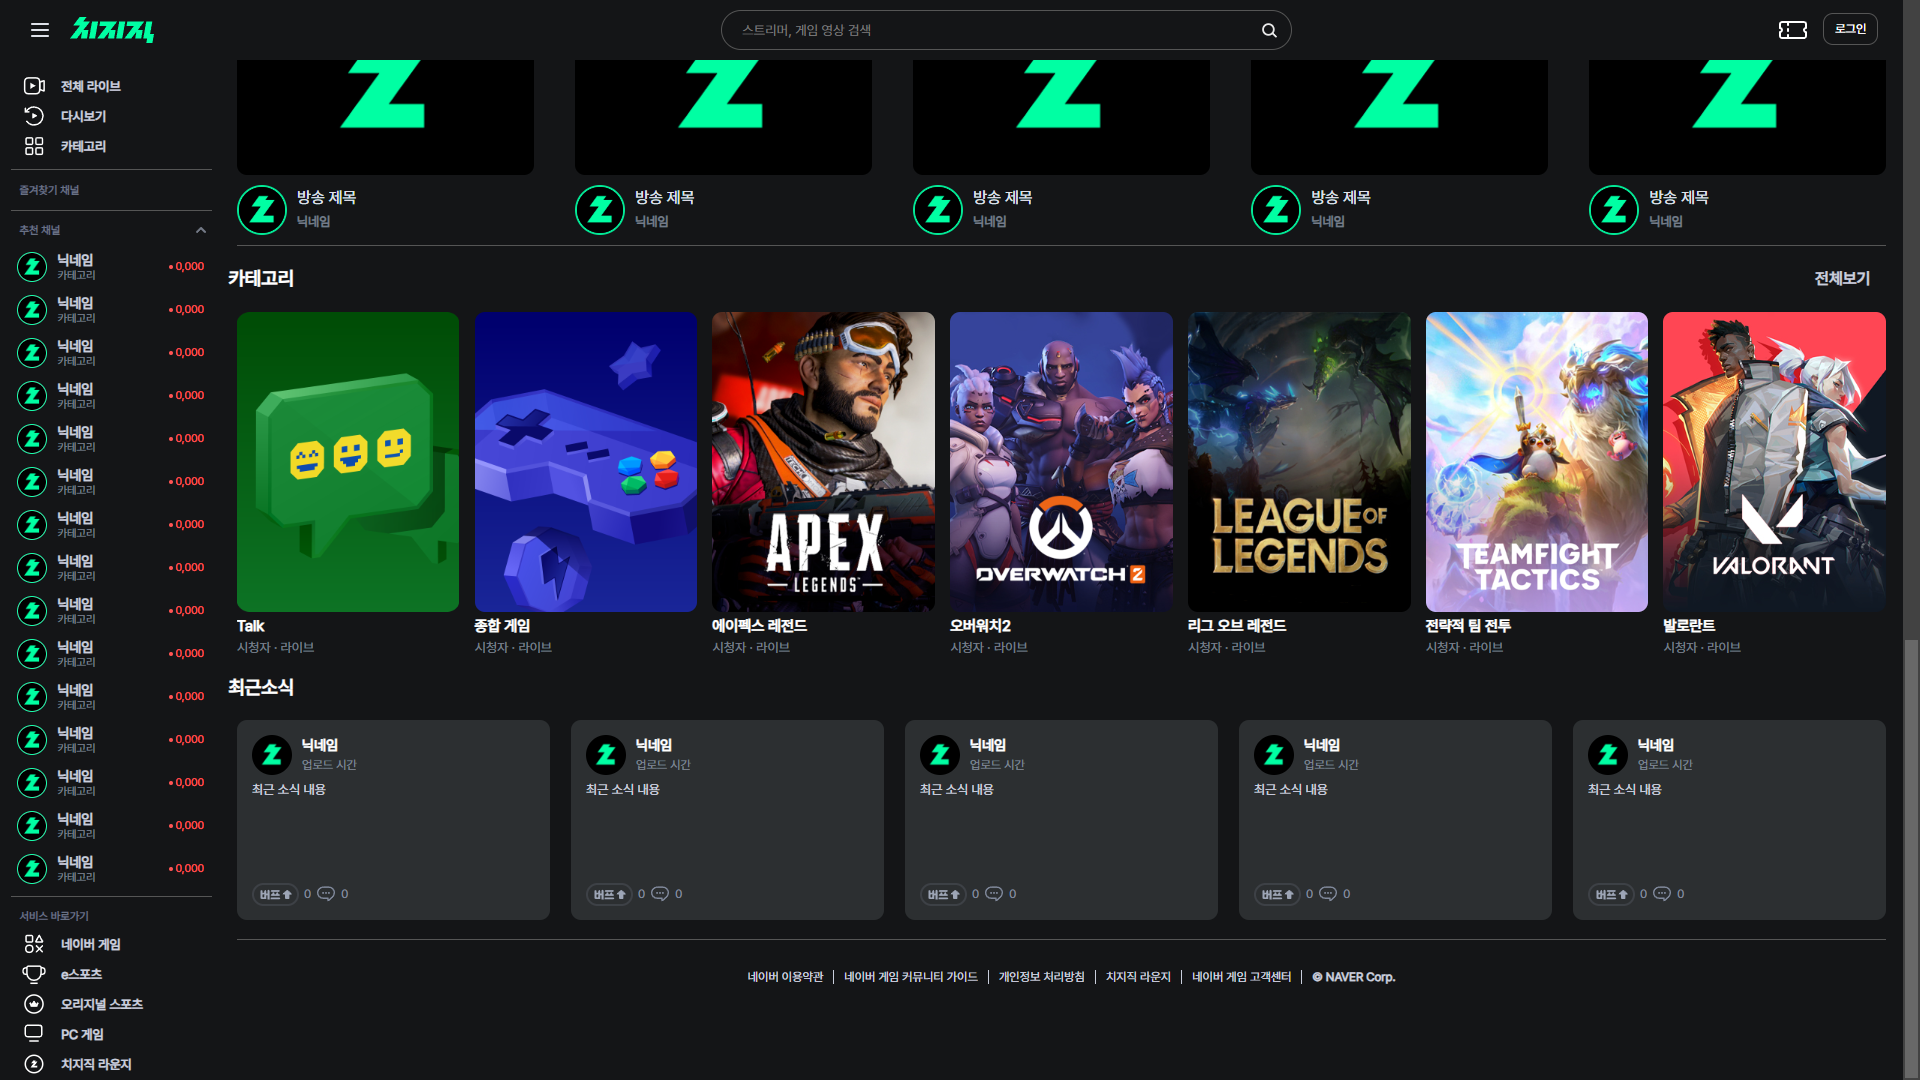 치지직
스트리머, 게임 영상 검색
로그인
전체 라이브
다시보기
카테고리
즐겨찾기 채널
추천 채널
닉네임
카테고리
0,000
닉네임
카테고리
0,000
닉네임
카테고리
0,000
닉네임
카테고리
0,000
닉네임
카테고리
0,000
닉네임
카테고리
0,000
닉네임
카테고리
0,000
닉네임
카테고리
0,000
닉네임
카테고리
0,000
닉네임
카테고리
0,000
닉네임
카테고리
0,000
닉네임
카테고리
0,000
닉네임
카테고리
0,000
닉네임
카테고리
0,000
닉네임
카테고리
0,000
서비스 바로가기
네이버 게임
e스포츠
오리지널 스포츠
PC 게임
치지직 라운지
방송 제목
닉네임
방송 제목
닉네임
방송 제목
닉네임
방송 제목
닉네임
방송 제목
닉네임
카테고리
전체보기
APEX
LEGENDS
OVERWATCH 2
LEAGUE OF
LEGENDS
TEAMFIGHT
TACTICS
VALORANT
Talk
시청자 · 라이브
종합 게임
시청자 · 라이브
에이펙스 레전드
시청자 · 라이브
오버워치2
시청자 · 라이브
리그 오브 레전드
시청자 · 라이브
전략적 팀 전투
시청자 · 라이브
발로란트
시청자 · 라이브
최근소식
닉네임
업로드 시간
최근 소식 내용
버프 0 0
닉네임
업로드 시간
최근 소식 내용
버프 0 0
닉네임
업로드 시간
최근 소식 내용
버프 0 0
닉네임
업로드 시간
최근 소식 내용
버프 0 0
닉네임
업로드 시간
최근 소식 내용
버프 0 0
네이버 이용약관 | 네이버 게임 커뮤니티 가이드 | 개인정보 처리방침 | 치지직 라운지 | 네이버 게임 고객센터 | © NAVER Corp.